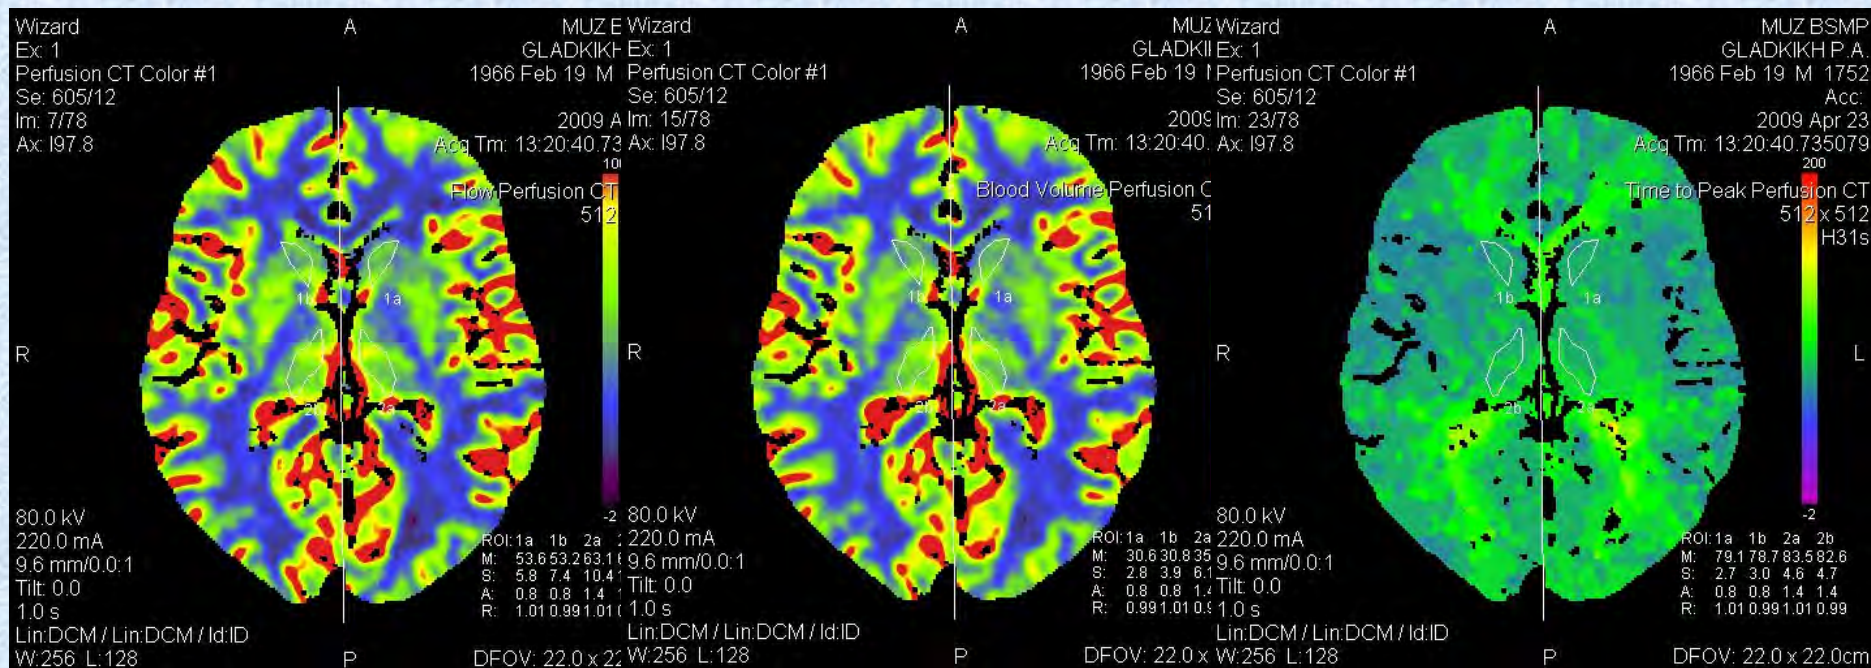 Wizard
Ex: 1
Perfusion CT Color #1
Se: 605/12
Im: 7/78
Ax: I97.8
A
MUZ E
GLADKIKH
1966 Feb 19 M
2009 A
Acq Tm: 13:20:40.73
Flow Perfusion CT
512
R
1b 1a
2b 2a
-2
80.0 kV
220.0 mA
9.6 mm/0.0:1
Tilt: 0.0
1.0 s
Lin:DCM / Lin:DCM / Id:ID
W:256 L:128
P
DFOV: 22.0 x 22
ROI: 1a 1b 2a
M: 53.6 53.2 63.1
S: 5.8 7.4 10.4
A: 0.8 0.8 1.4
R: 1.01 0.99 1.01
Wizard
Ex: 1
Perfusion CT Color #1
Se: 605/12
Im: 15/78
Ax: I97.8
A
MUZ
GLADKI
1966 Feb 19
2009
Acq Tm: 13:20:40.
Blood Volume Perfusion C
51
R
1b 1a
2b 2a
80.0 kV
220.0 mA
9.6 mm/0.0:1
Tilt: 0.0
1.0 s
Lin:DCM / Lin:DCM / Id:ID
W:256 L:128
P
DFOV: 22.0 x
ROI: 1a 1b 2a
M: 30.6 30.8 35
S: 2.8 3.9 6.1
A: 0.8 0.8 1.4
R: 0.99 1.01 0.9
Wizard
Ex: 1
Perfusion CT Color #1
Se: 605/12
Im: 23/78
Ax: I97.8
A
MUZ BSMP
GLADKIKH P.A.
1966 Feb 19 M 1752
Acc:
2009 Apr 23
Acq Tm: 13:20:40.735079
200
Time to Peak Perfusion CT
512 x 512
H31s
R
L
1b 1a
2b 2a
-2
80.0 kV
220.0 mA
9.6 mm/0.0:1
Tilt: 0.0
1.0 s
Lin:DCM / Lin:DCM / Id:ID
W:256 L:128
P
DFOV: 22.0 x 22.0cm
ROI: 1a 1b 2a 2b
M: 79.1 78.7 83.5 82.6
S: 2.7 3.0 4.6 4.7
A: 0.8 0.8 1.4 1.4
R: 1.01 0.99 1.01 0.99